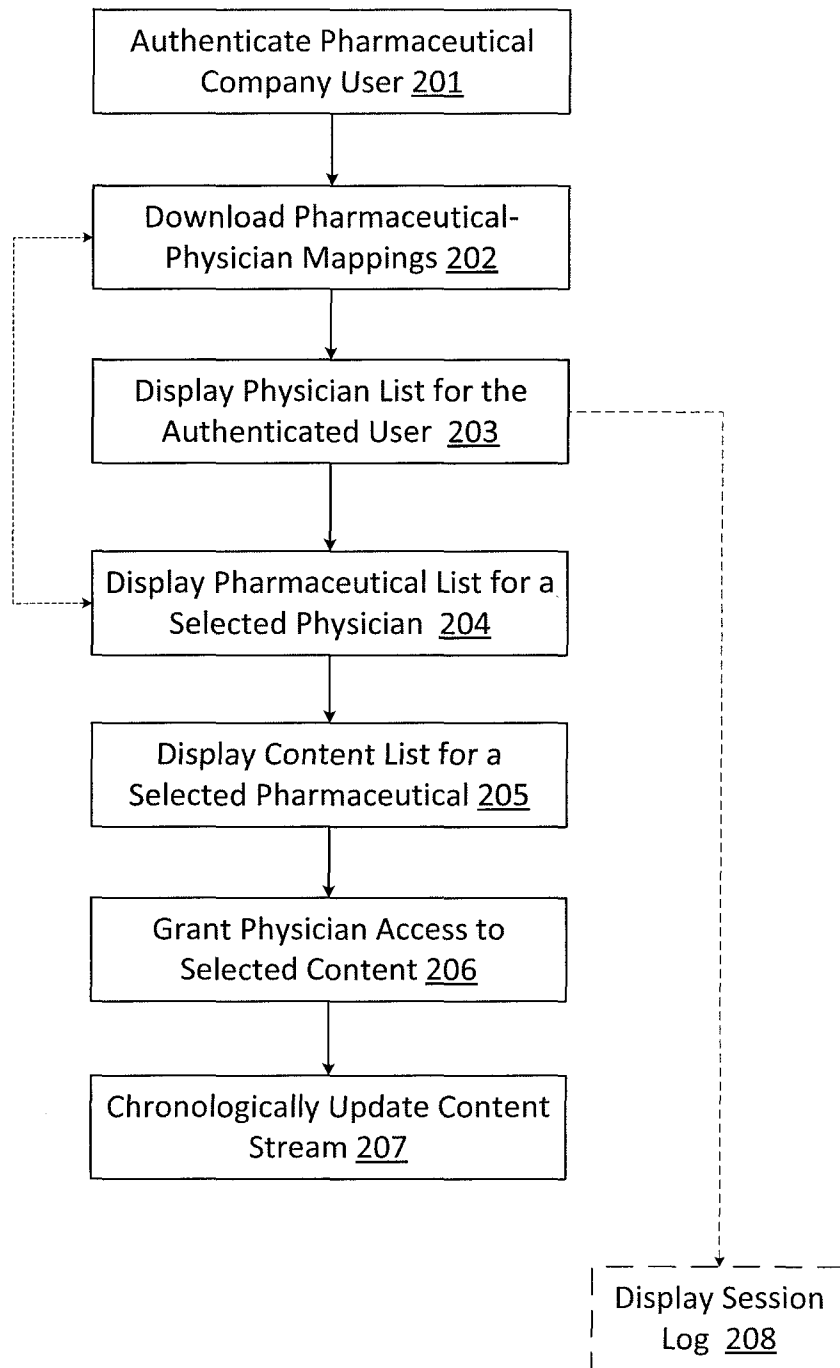 Authenticate Pharmaceutical
Company User 201
Download Pharmaceutical-
Physician Mappings 202
Display Physician List for the
Authenticated User 203
Display Pharmaceutical List for a
Selected Physician 204
Display Content List for a
Selected Pharmaceutical 205
Grant Physician Access to
Selected Content 206
Chronologically Update Content
Stream 207
Display Session
Log 208